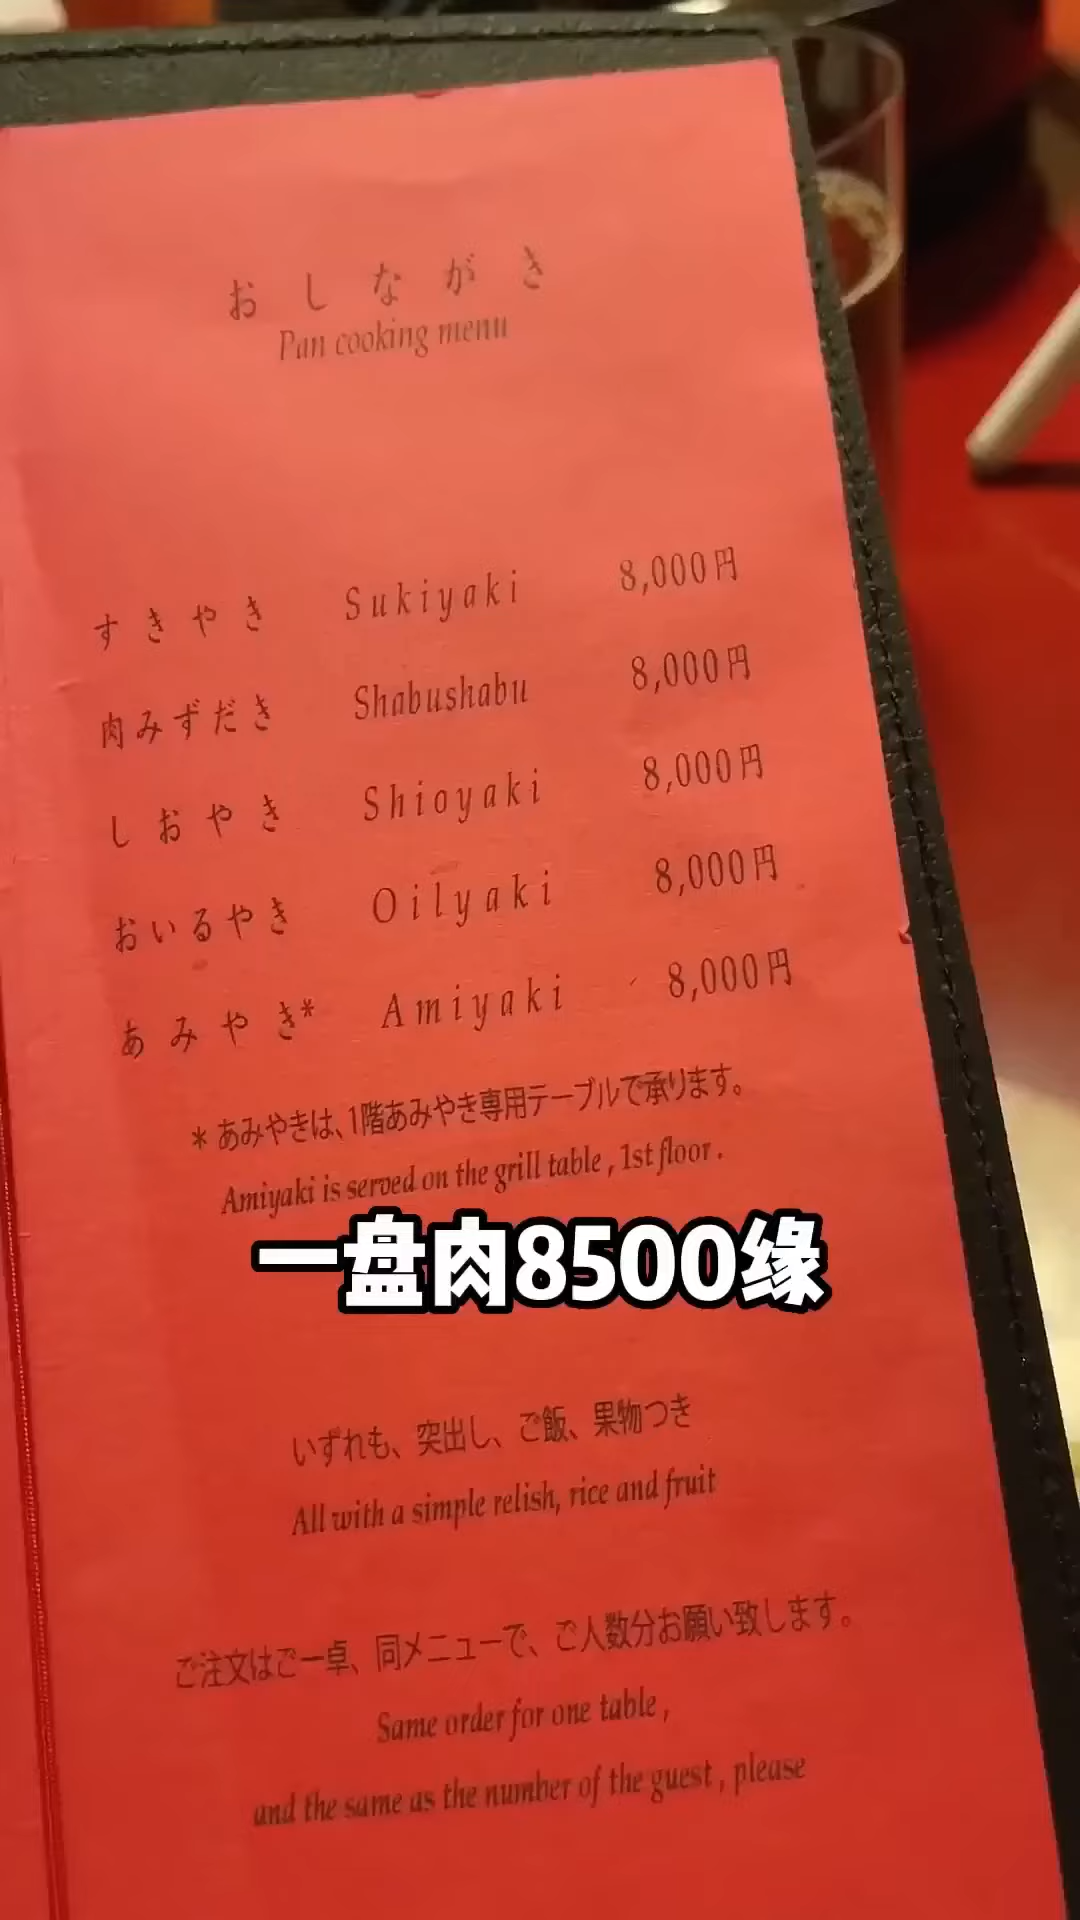 おしながき
Pan cooking menu
すきやき Sukiyaki 8,000円
肉みずだき Shabushabu 8,000円
しおやき Shioyaki 8,000円
おいるやき Oilyaki 8,000円
あみやき* Amiyaki 8,000円
* あみやきは、1階あみやき専用テーブルで承ります。
Amiyaki is served on the grill table , 1st floor .
一盘肉8500缘
いずれも、突出し、ご飯、果物つき
All with a simple relish, rice and fruit
ご注文はご一卓、同メニューで、ご人数分お願い致します。
Same order for one table ,
and the same as the number of the guest , please